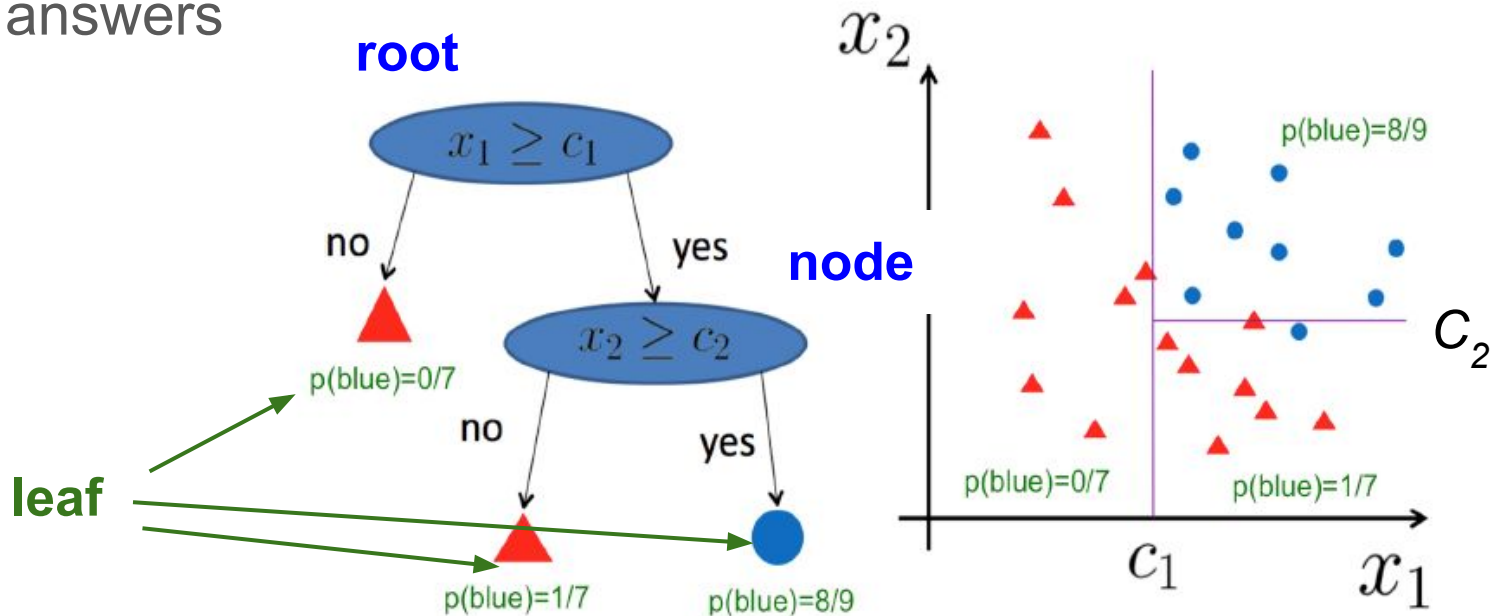 answers
root
x₁ ≥ c₁
no
yes
node
p(blue)=0/7
x₂ ≥ c₂
no
yes
leaf
p(blue)=1/7
p(blue)=8/9
x₂
p(blue)=8/9
C₂
p(blue)=0/7
p(blue)=1/7
c₁
x₁